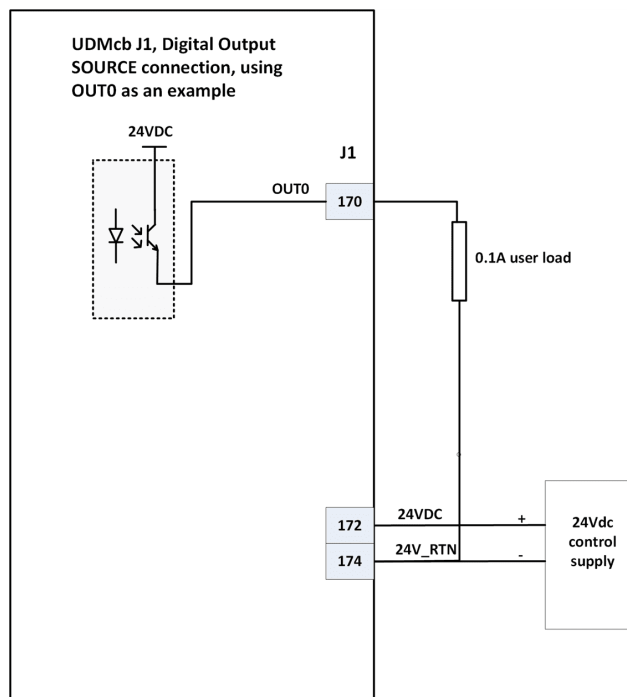 UDMcb J1, Digital Output
SOURCE connection, using
OUT0 as an example
24VDC
J1
OUT0
170
0.1A user load
172
24VDC
+
24Vdc
control
supply
174
24V_RTN
-